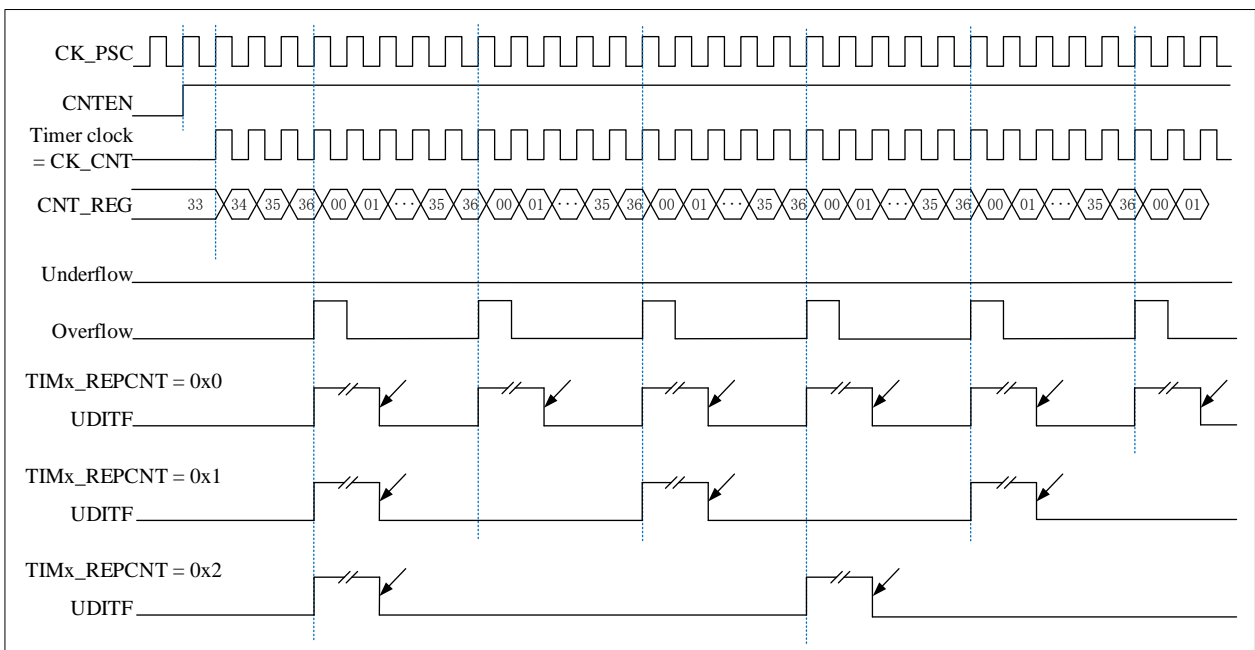 CK_PSC
CNTEN
Timer clock
= CK_CNT
CNT_REG 33 34 35 36 00 01 ··· 35 36 00 01 ··· 35 36 00 01 ··· 35 36 00 01 ··· 35 36 00 01 ··· 35 36 00 01
Underflow
Overflow
TIMx_REPCNT = 0x0
UDITF
TIMx_REPCNT = 0x1
UDITF
TIMx_REPCNT = 0x2
UDITF